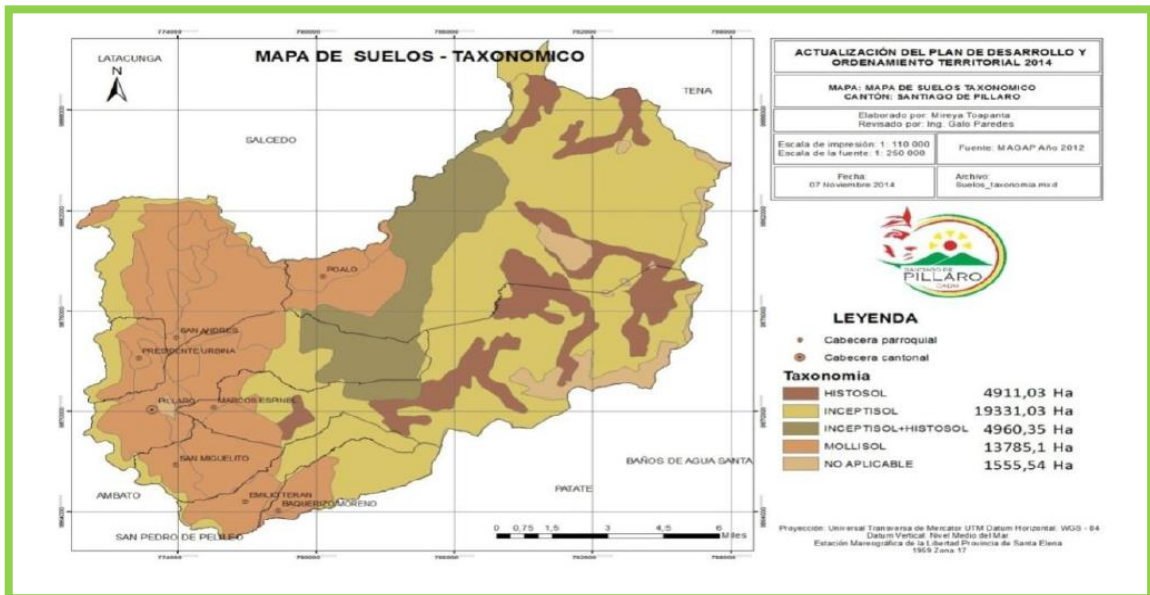 MAPA DE SUELOS - TAXONOMICO
LATACUNGA
N
SALCEDO
TENA
POALO
SAN ANDRES
PRESIDENTE URBINA
PILLARO
MARCOS ESPINEL
SAN MIGUELITO
EMILIO TERAN
BAQUERIZO MORENO
AMBATO
SAN PEDRO DE PELILEO
PATATE
BAÑOS DE AGUA SANTA
0 0,75 1,5 3 4,5 6
Miles
ACTUALIZACIÓN DEL PLAN DE DESARROLLO Y
ORDENAMIENTO TERRITORIAL 2014
MAPA: MAPA DE SUELOS TAXONOMICO
CANTÓN: SANTIAGO DE PILLARO
Elaborado por: Mireya Toapanta
Revisado por: Ing. Galo Paredes
Escala de impresión: 1: 110 000
Escala de la fuente: 1: 250 000
Fuente: MAGAP Año 2012
Fecha:
07 Noviembre 2014
Archivo:
Suelos_taxonomia.mxd
SANTIAGO DE
PILLARO
GADM
LEYENDA
Cabecera parroquial
Cabecera cantonal
Taxonomia
HISTOSOL 4911,03 Ha
INCEPTISOL 19331,03 Ha
INCEPTISOL+HISTOSOL 4960,35 Ha
MOLLISOL 13785,1 Ha
NO APLICABLE 1555,54 Ha
Proyección: Universal Transversa de Mercator UTM Datum Horizontal: WGS - 84
Datum Vertical: Nivel Medio del Mar
Estación Mareográfica de la Libertad Provincia de Santa Elena
1959 Zona 17